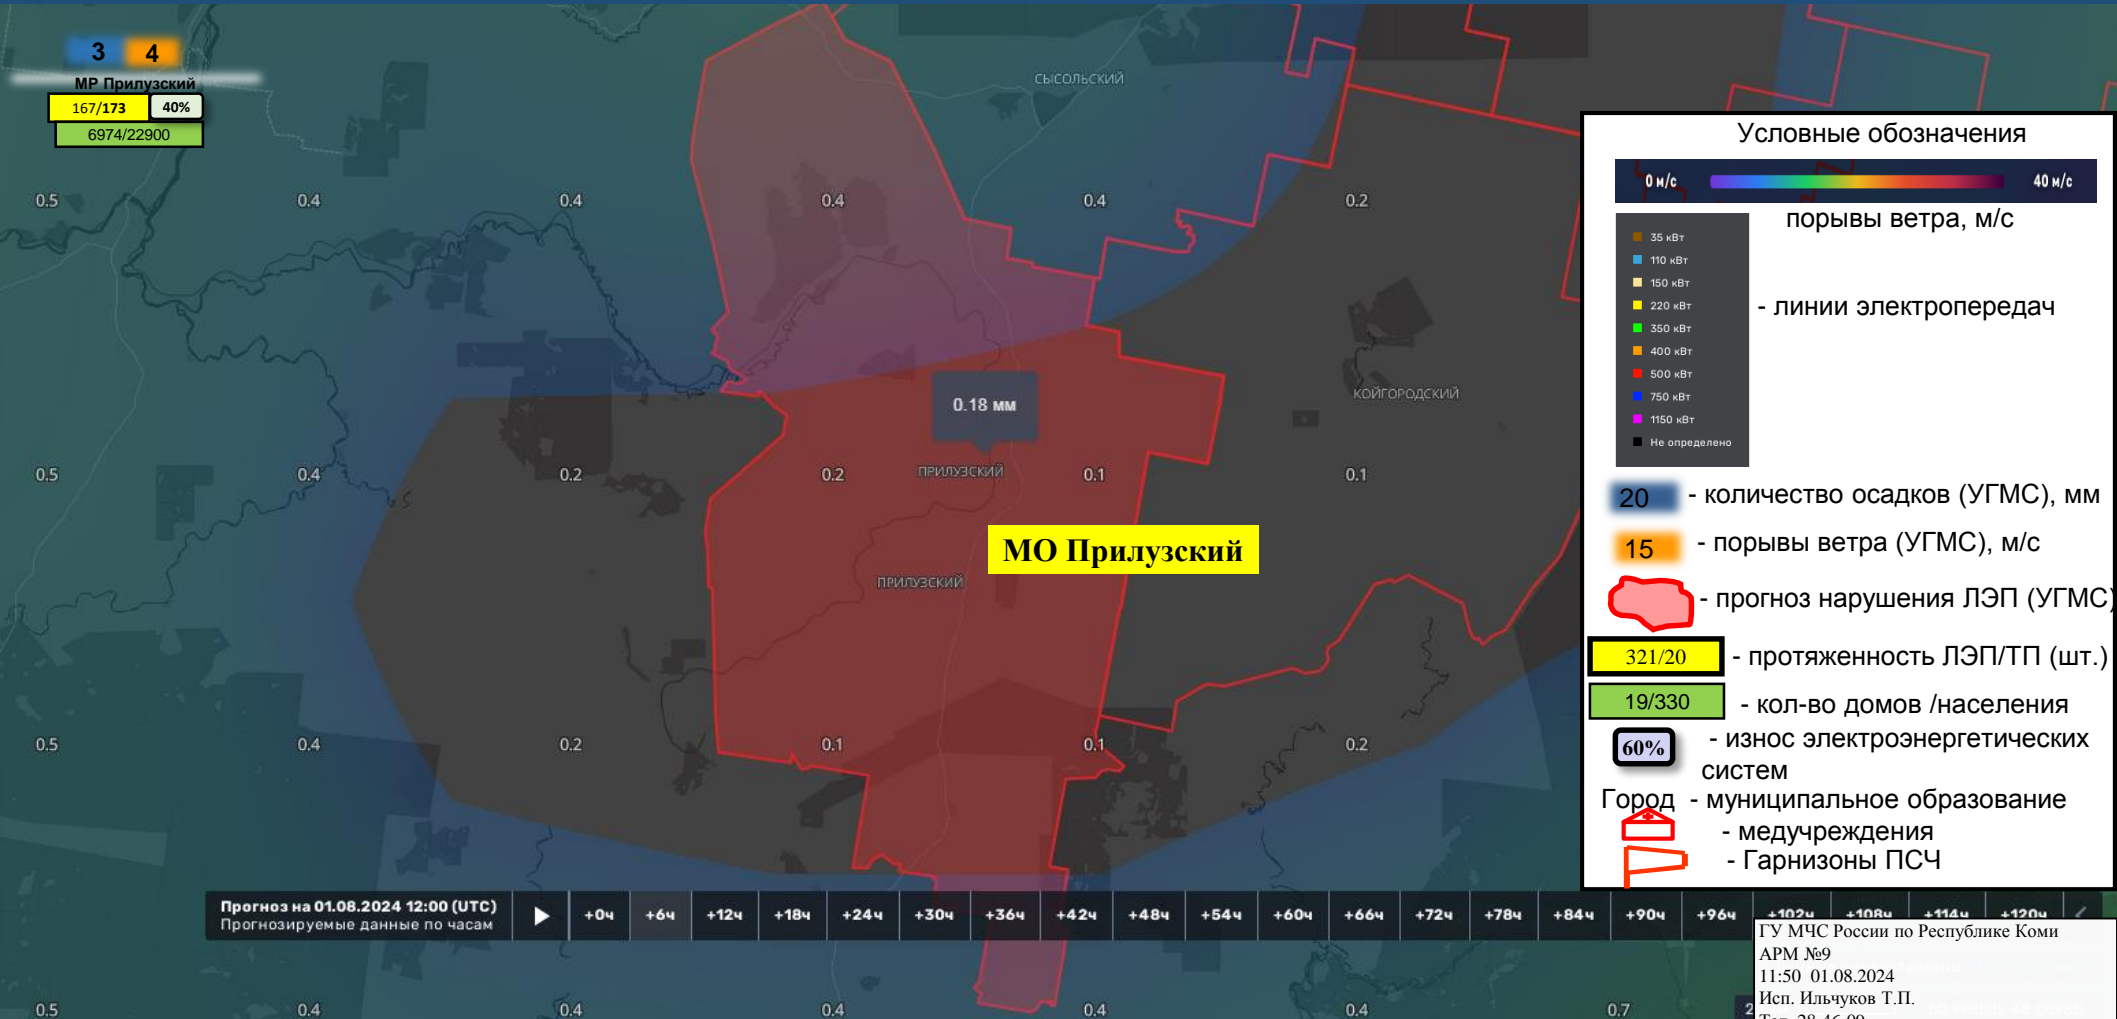 3 4
МР Прилузский
167/173 40%
6974/22900
СЫСОЛЬСКИЙ
0.5 0.4 0.4 0.4 0.4 0.2
0.18 мм
КОЙГОРОДСКИЙ
0.5 0.4 0.2 0.2 ПРИЛУЗСКИЙ 0.1 0.1
МО Прилузский
ПРИЛУЗСКИЙ
0.5 0.4 0.2 0.1 0.1 0.2
Условные обозначения
0 м/с 40 м/с
порывы ветра, м/с
35 кВт
110 кВт
150 кВт
220 кВт
350 кВт
400 кВт
500 кВт
750 кВт
1150 кВт
Не определено
- линии электропередач
20 - количество осадков (УГМС), мм
15 - порывы ветра (УГМС), м/с
- прогноз нарушения ЛЭП (УГМС)
321/20 - протяженность ЛЭП/ТП (шт.)
19/330 - кол-во домов /населения
60% - износ электроэнергетических
систем
Город - муниципальное образование
- медучреждения
- Гарнизоны ПСЧ
Прогноз на 01.08.2024 12:00 (UTC)
Прогнозируемые данные по часам
+0ч +6ч +12ч +18ч +24ч +30ч +36ч +42ч +48ч +54ч +60ч +66ч +72ч +78ч +84ч +90ч +96ч +102ч +108ч +114ч +120ч
0.5 0.4 0.4 0.4 0.4 0.4 0.7 2
ГУ МЧС России по Республике Коми
АРМ №9
11:50 01.08.2024
Исп. Ильчуков Т.П.